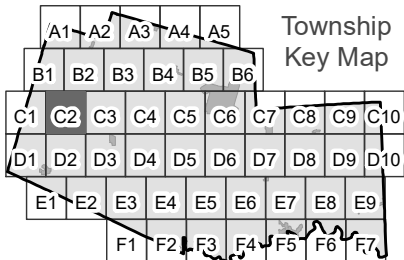 Township
Key Map
A1 A2 A3 A4 A5
B1 B2 B3 B4 B5 B6
C1 C2 C3 C4 C5 C6 C7 C8 C9 C10
D1 D2 D3 D4 D5 D6 D7 D8 D9 D10
E1 E2 E3 E4 E5 E6 E7 E8 E9
F1 F2 F3 F4 F5 F6 F7